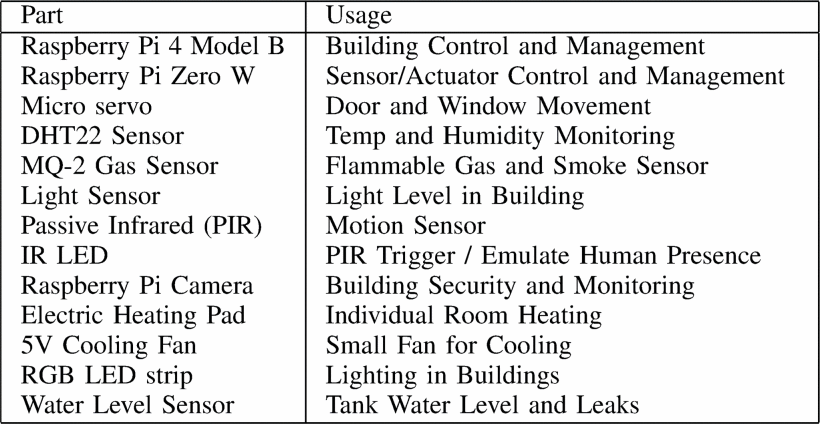 Part Usage
Raspberry Pi 4 Model B Building Control and Management
Raspberry Pi Zero W Sensor/Actuator Control and Management
Micro servo Door and Window Movement
DHT22 Sensor Temp and Humidity Monitoring
MQ-2 Gas Sensor Flammable Gas and Smoke Sensor
Light Sensor Light Level in Building
Passive Infrared (PIR) Motion Sensor
IR LED PIR Trigger / Emulate Human Presence
Raspberry Pi Camera Building Security and Monitoring
Electric Heating Pad Individual Room Heating
5V Cooling Fan Small Fan for Cooling
RGB LED strip Lighting in Buildings
Water Level Sensor Tank Water Level and Leaks